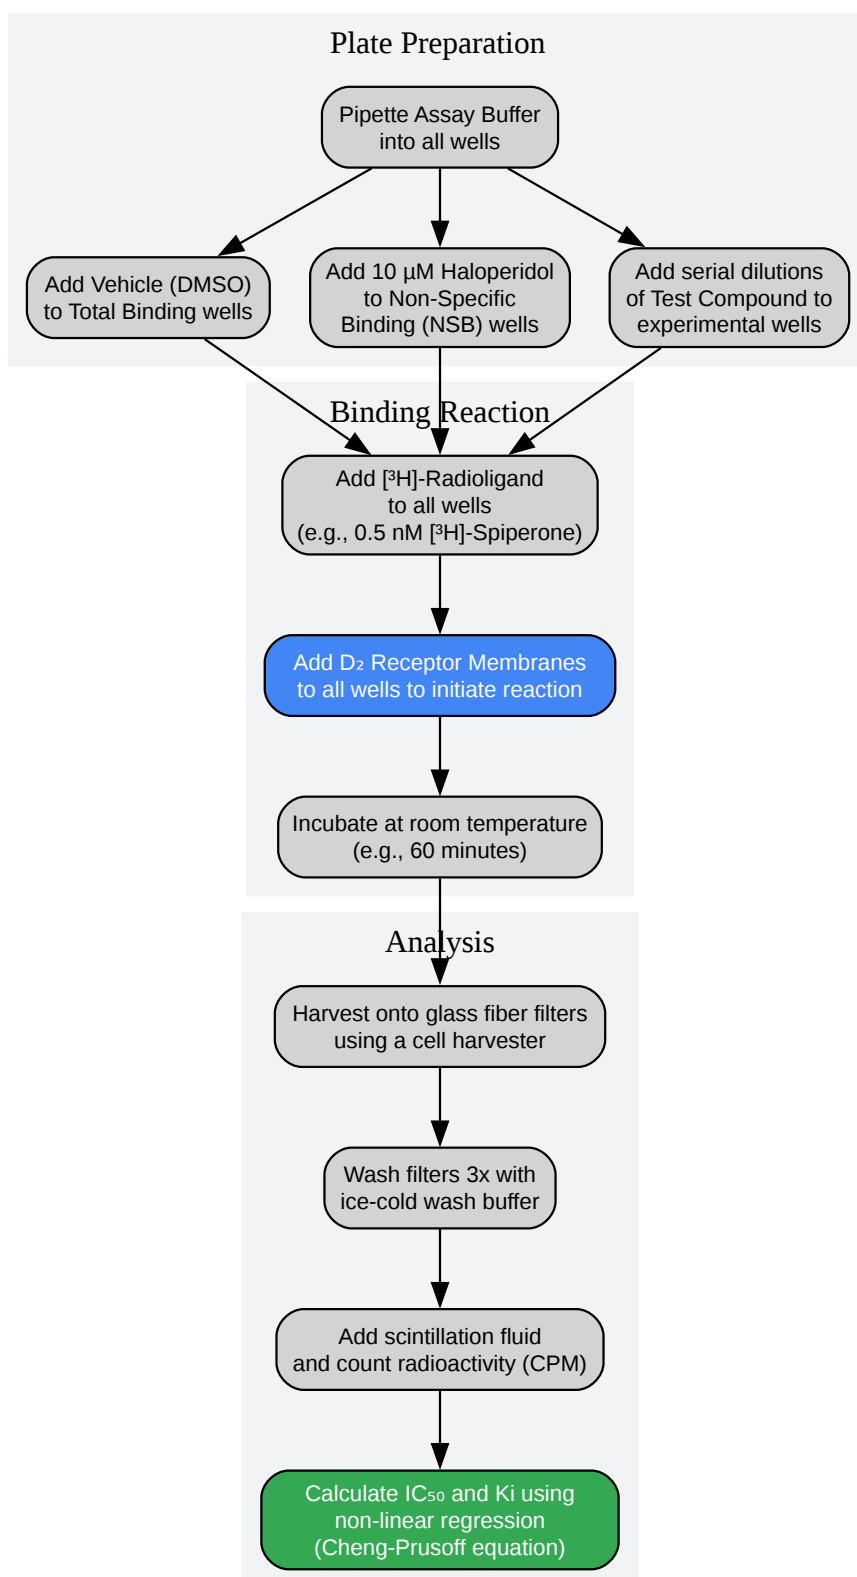 Plate Preparation
Pipette Assay Buffer
into all wells
Add Vehicle (DMSO)
to Total Binding wells
Add 10 µM Haloperidol
to Non-Specific
Binding (NSB) wells
Add serial dilutions
of Test Compound to
experimental wells
Binding Reaction
Add [³H]-Radioligand
to all wells
(e.g., 0.5 nM [³H]-Spiperone)
Add D₂ Receptor Membranes
to all wells to initiate reaction
Incubate at room temperature
(e.g., 60 minutes)
Analysis
Harvest onto glass fiber filters
using a cell harvester
Wash filters 3x with
ice-cold wash buffer
Add scintillation fluid
and count radioactivity (CPM)
Calculate IC₅₀ and Ki using
non-linear regression
(Cheng-Prusoff equation)